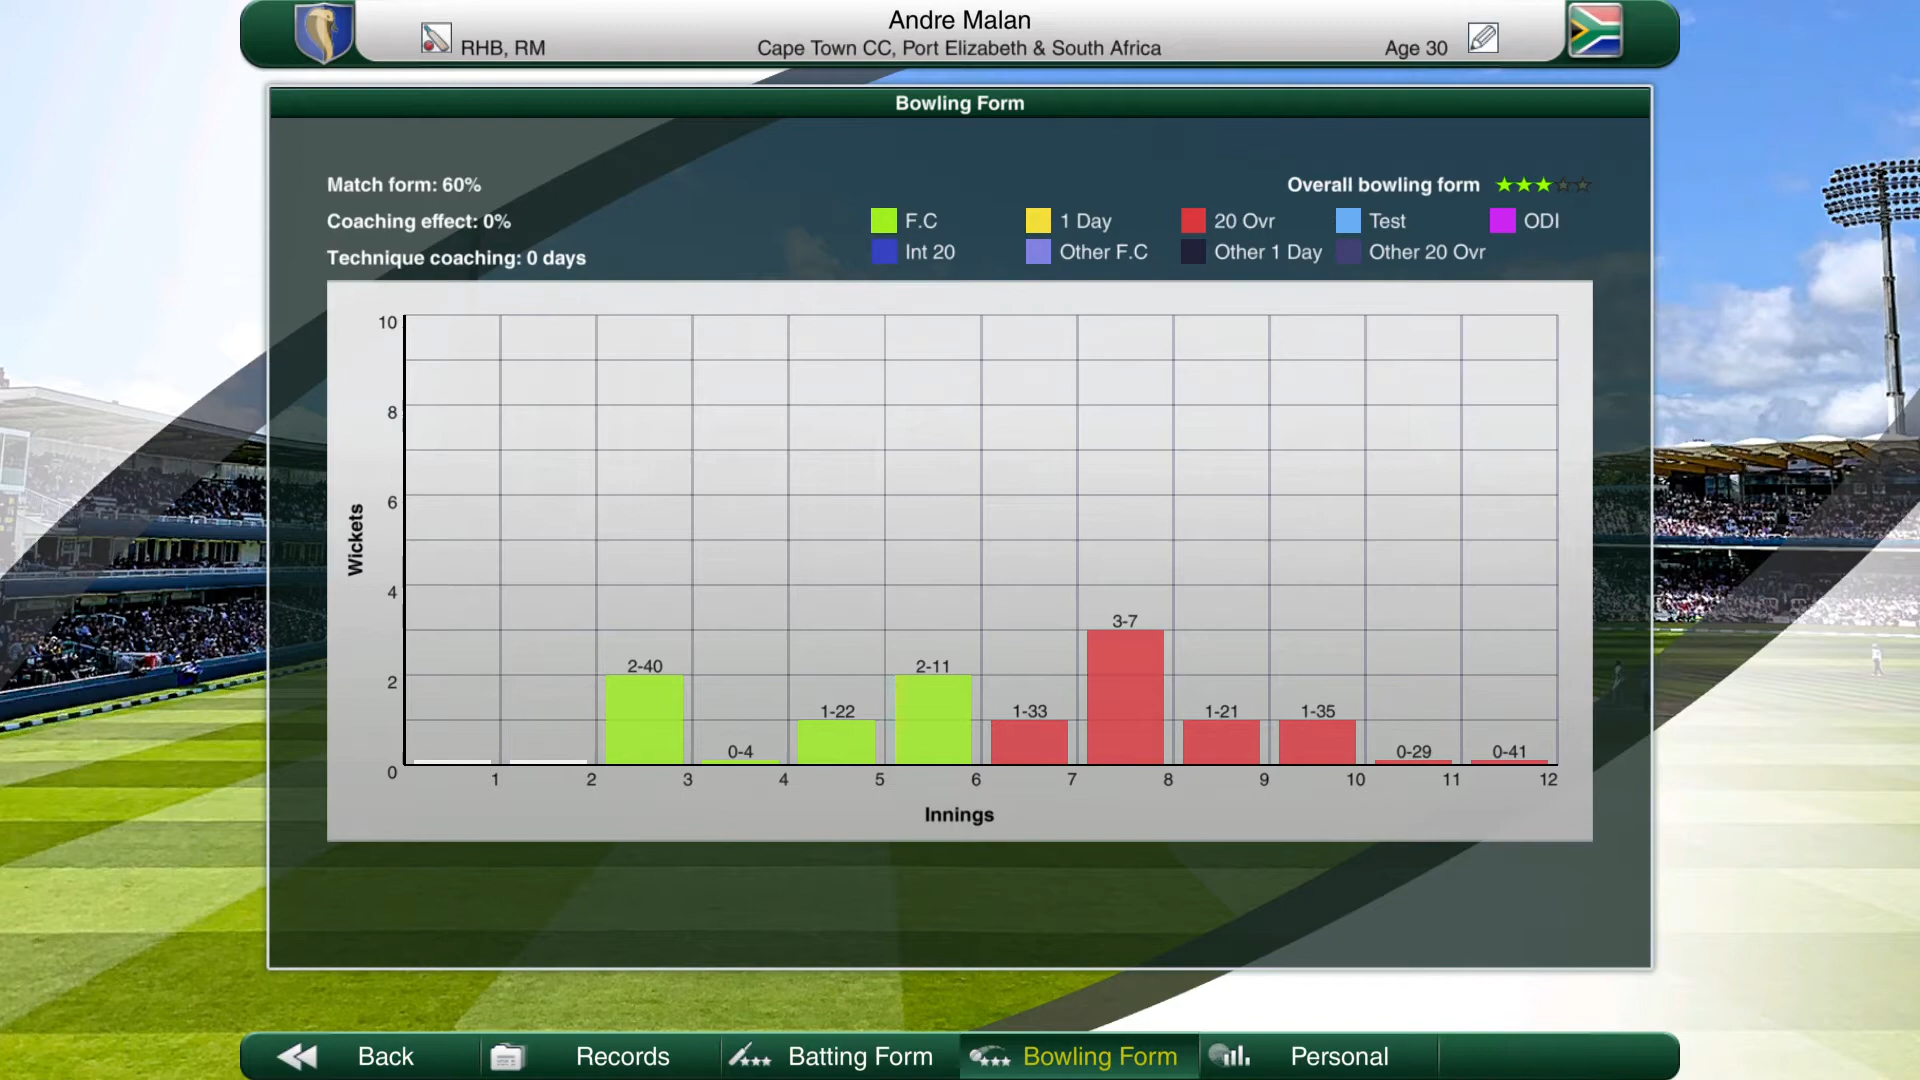 Andre Malan
RHB, RM
Cape Town CC, Port Elizabeth & South Africa
Age 30
Bowling Form
Match form: 60%
Coaching effect: 0%
Technique coaching: 0 days
Overall bowling form
F.C
1 Day
20 Ovr
Test
ODI
Int 20
Other F.C
Other 1 Day
Other 20 Ovr
10
8
6
4
2
0
Wickets
2-40
0-4
1-22
2-11
1-33
3-7
1-21
1-35
0-29
0-41
1 2 3 4 5 6 7 8 9 10 11 12
Innings
Back
Records
Batting Form
Bowling Form
Personal